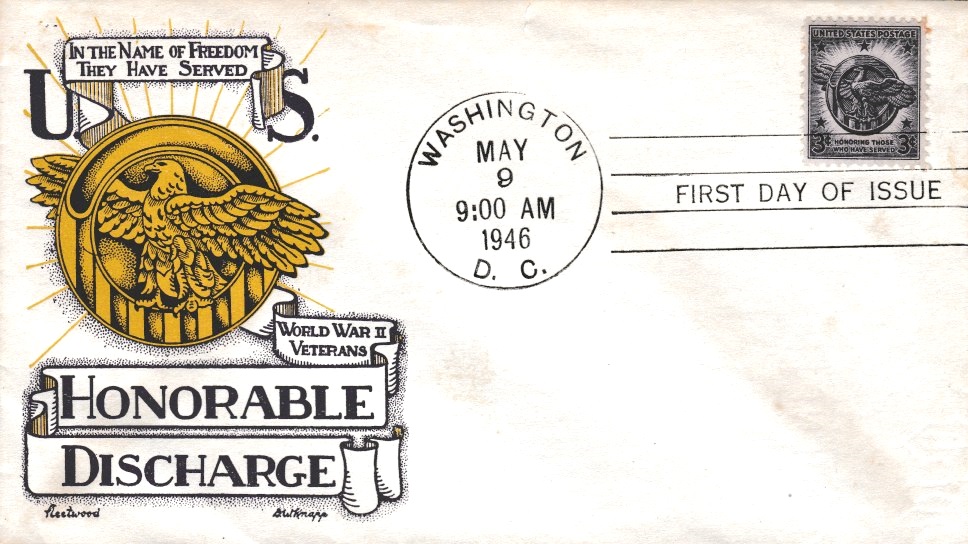 IN THE NAME OF FREEDOM
THEY HAVE SERVED
U S.
WORLD WAR II
VETERANS
HONORABLE
DISCHARGE
Fleetwood
D.W. Knapp
WASHINGTON
MAY
9
9:00 AM
1946
D. C.
UNITED STATES POSTAGE
3¢ HONORING THOSE 3¢
WHO HAVE SERVED
FIRST DAY OF ISSUE